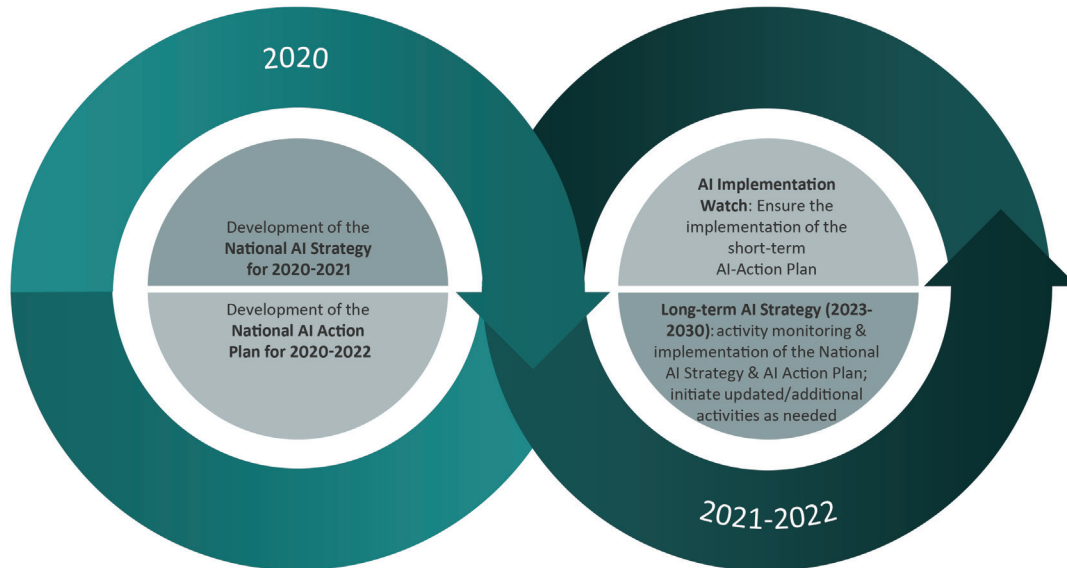 2020
Development of the
National AI Strategy
for 2020-2021
Development of the
National AI Action
Plan for 2020-2022
AI Implementation
Watch: Ensure the
implementation of the
short-term
AI-Action Plan
Long-term AI Strategy (2023-
2030): activity monitoring &
implementation of the National
AI Strategy & AI Action Plan;
initiate updated/additional
activities as needed
2021-2022